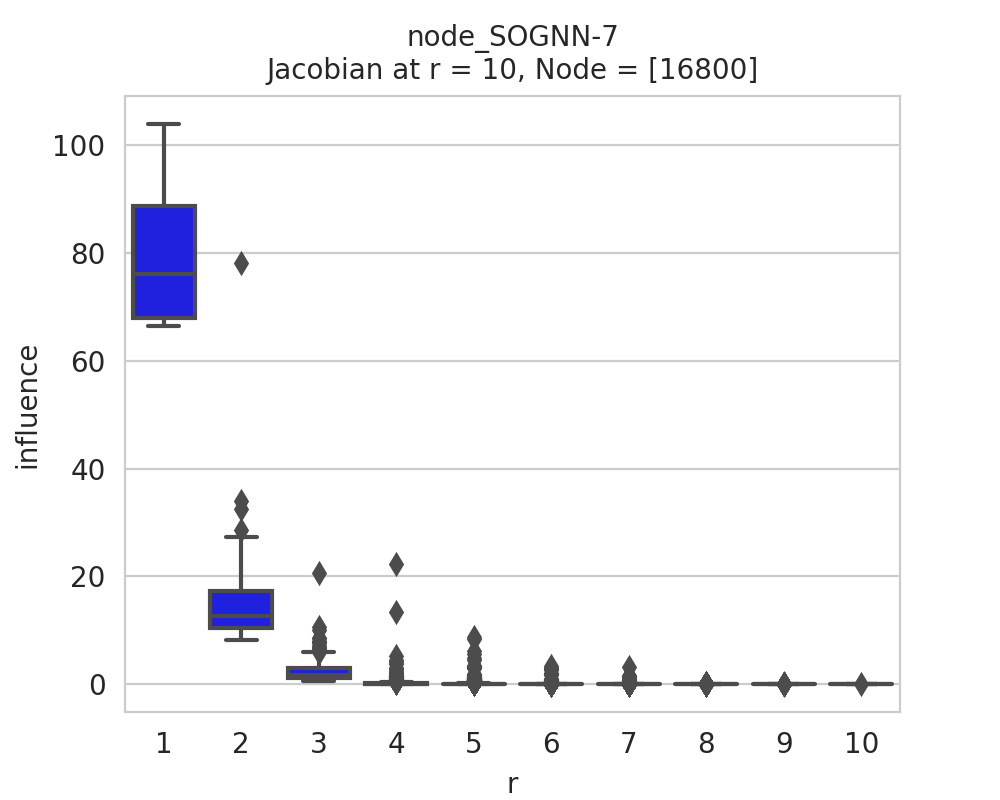 node_SOGNN-7
Jacobian at r = 10, Node = [16800]
100
80
60
40
20
0
influence
1 2 3 4 5 6 7 8 9 10
r